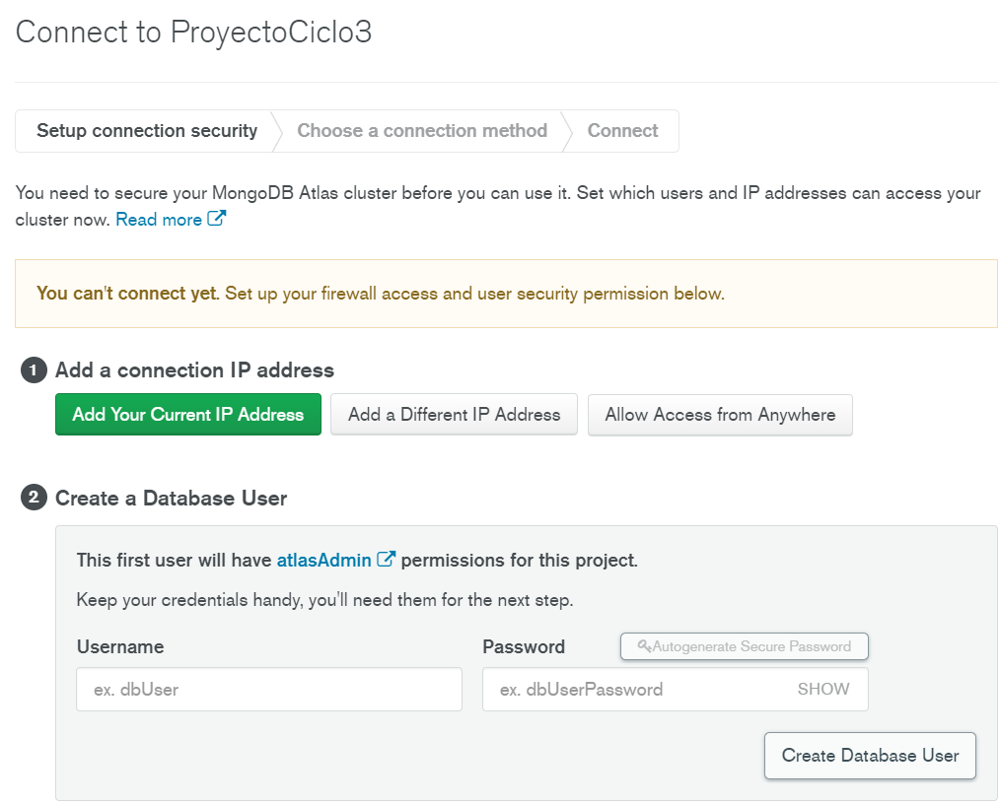 Connect to ProyectoCiclo3
Setup connection security
Choose a connection method
Connect
You need to secure your MongoDB Atlas cluster before you can use it. Set which users and IP addresses can access your
cluster now. Read more
You can't connect yet. Set up your firewall access and user security permission below.
1 Add a connection IP address
Add Your Current IP Address
Add a Different IP Address
Allow Access from Anywhere
2 Create a Database User
This first user will have atlasAdmin permissions for this project.
Keep your credentials handy, you'll need them for the next step.
Username
Password
Autogenerate Secure Password
ex. dbUser
ex. dbUserPassword
SHOW
Create Database User